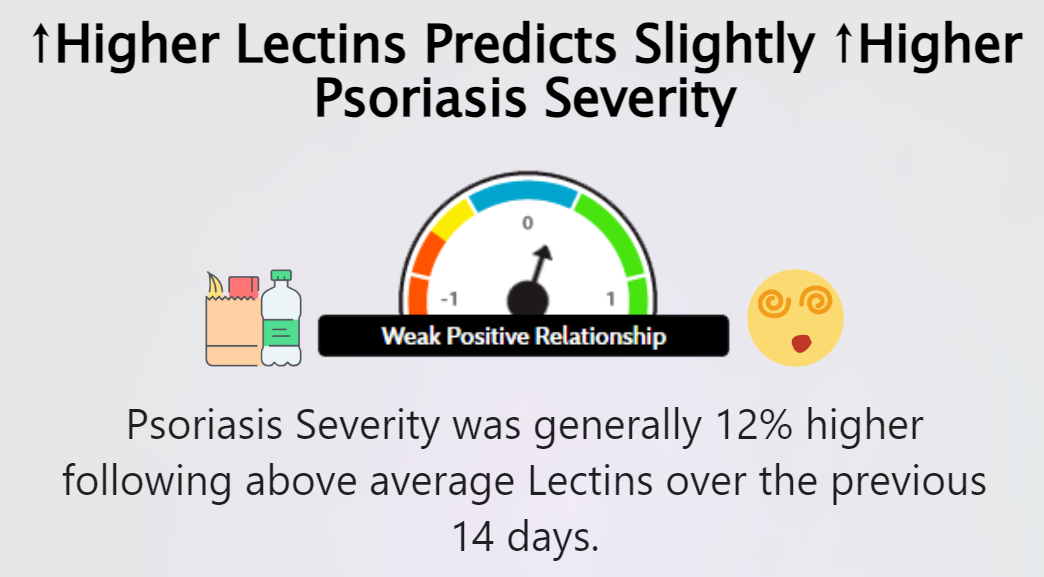 ↑Higher Lectins Predicts Slightly ↑Higher
Psoriasis Severity
0
-1
1
Weak Positive Relationship
Psoriasis Severity was generally 12% higher
following above average Lectins over the previous
14 days.